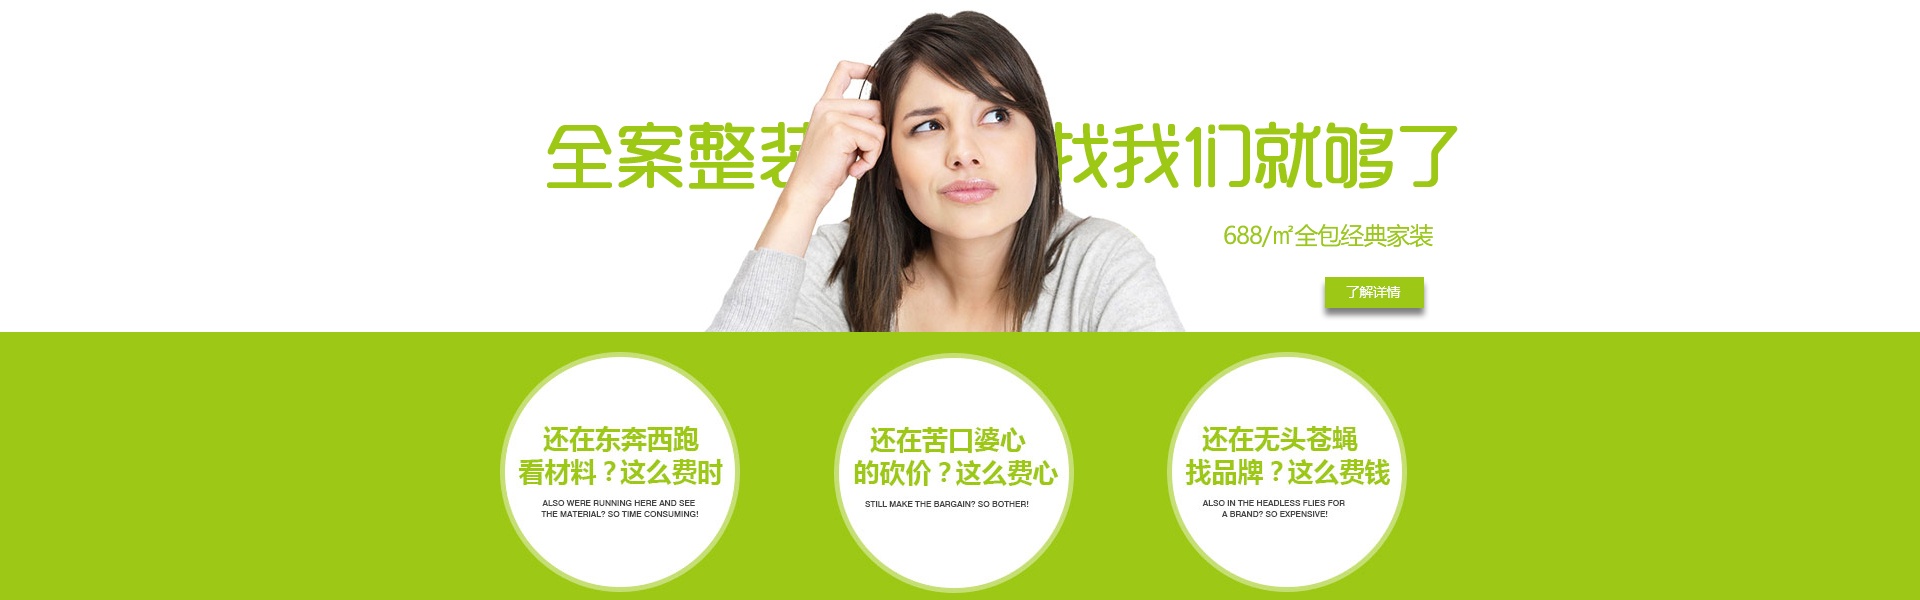 全案整装 找我们就够了
688/㎡全包经典家装
了解详情
还在东奔西跑
看材料？这么费时
ALSO WERE RUNNING HERE AND SEE
THE MATERIAL? SO TIME CONSUMING!
还在苦口婆心
的砍价？这么费心
STILL MAKE THE BARGAIN? SO BOTHER!
还在无头苍蝇
找品牌？这么费钱
ALSO IN THE HEADLESS FLIES FOR
A BRAND? SO EXPENSIVE!